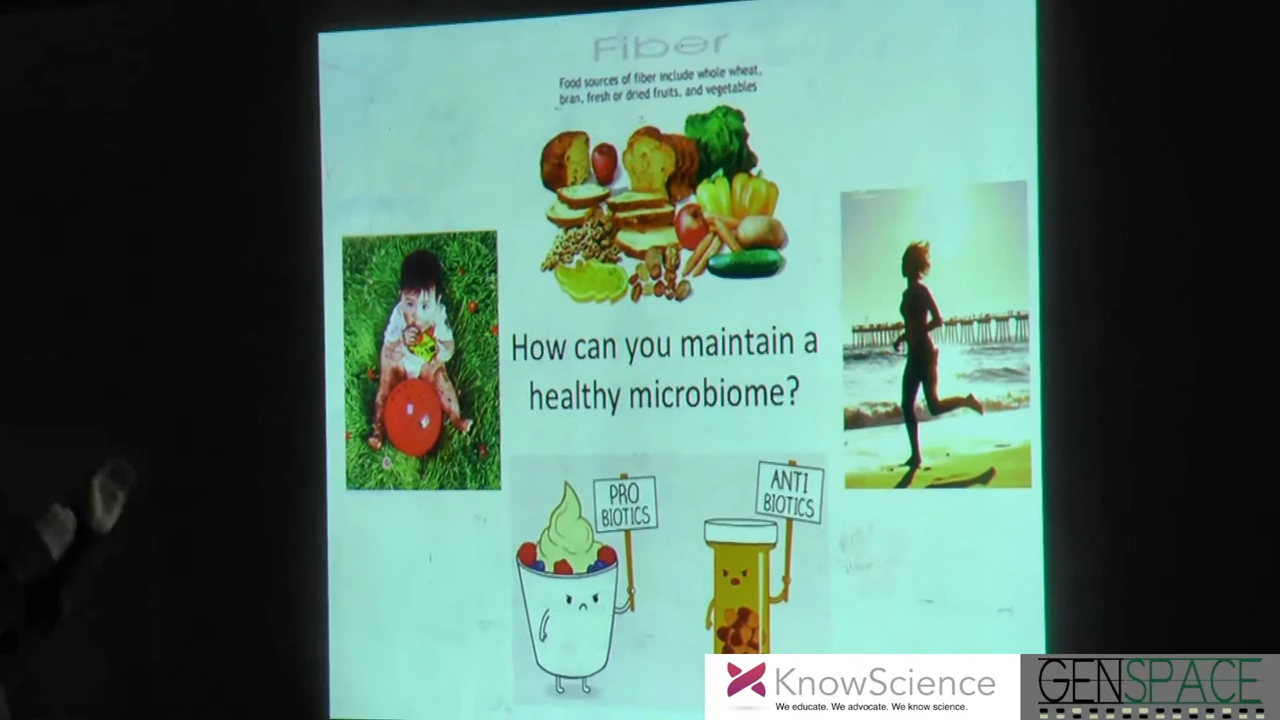 Fiber
Food sources of fiber include whole wheat,
bran, fresh or dried fruits, and vegetables
How can you maintain a
healthy microbiome?
PRO
BIOTICS
ANTI
BIOTICS
KnowScience
We educate. We advocate. We know science.
GENSPACE